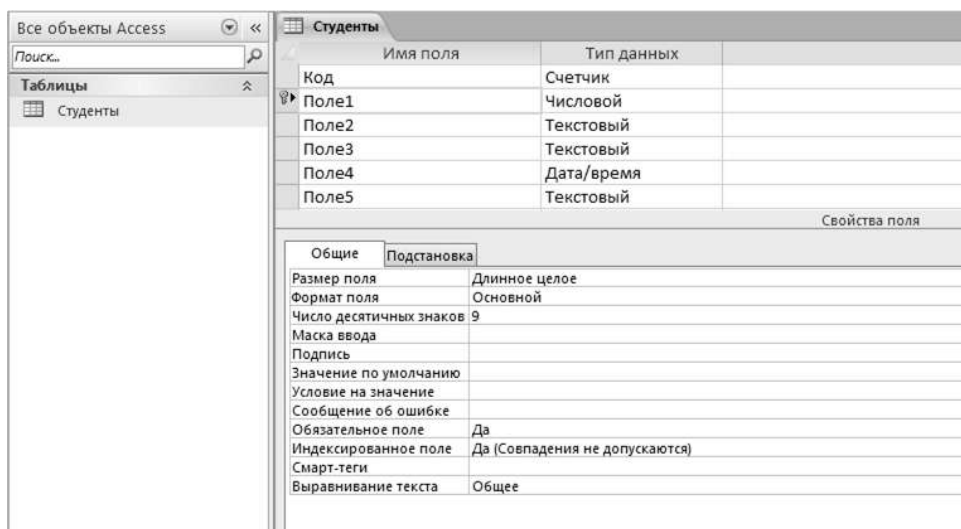 Все объекты Access
Поиск...
Таблицы
Студенты
Студенты
Имя поля Тип данных
Код Счетчик
Поле1 Числовой
Поле2 Текстовый
Поле3 Текстовый
Поле4 Дата/время
Поле5 Текстовый
Свойства поля
Общие Подстановка
Размер поля Длинное целое
Формат поля Основной
Число десятичных знаков 9
Маска ввода
Подпись
Значение по умолчанию
Условие на значение
Сообщение об ошибке
Обязательное поле Да
Индексированное поле Да (Совпадения не допускаются)
Смарт-теги
Выравнивание текста Общее